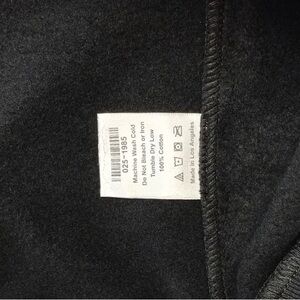 025-1985
Machine Wash Cold
Do Not Bleach or Iron
Tumble Dry Low
100% Cotton
Made in Los Angeles